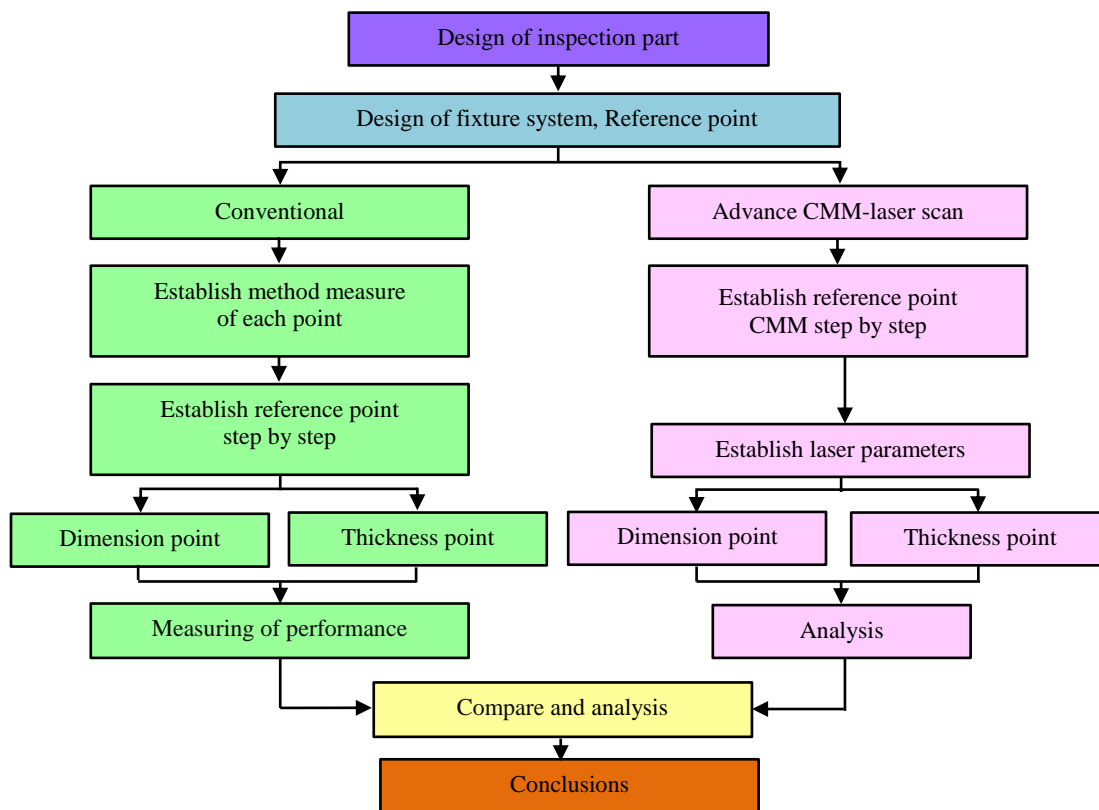 Design of inspection part
Design of fixture system, Reference point
Conventional
Advance CMM-laser scan
Establish method measure
of each point
Establish reference point
CMM step by step
Establish reference point
step by step
Establish laser parameters
Dimension point
Thickness point
Dimension point
Thickness point
Measuring of performance
Analysis
Compare and analysis
Conclusions